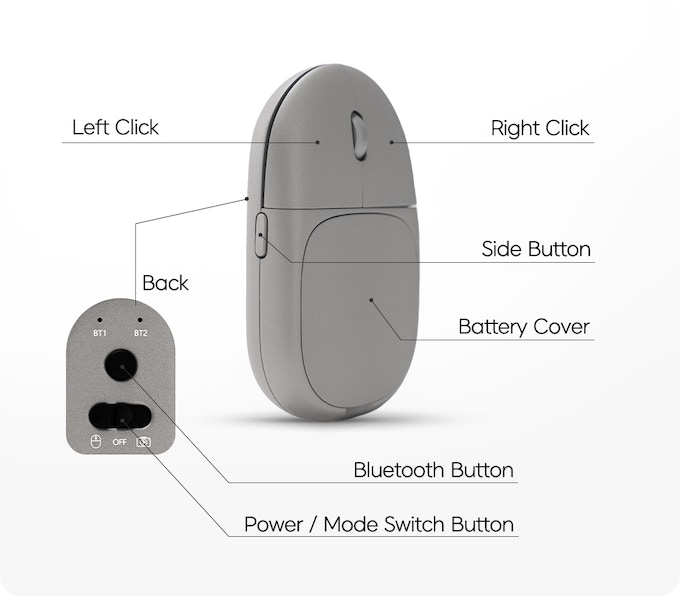 Left Click
Right Click
Side Button
Back
Battery Cover
BT1 BT2
OFF
Bluetooth Button
Power / Mode Switch Button